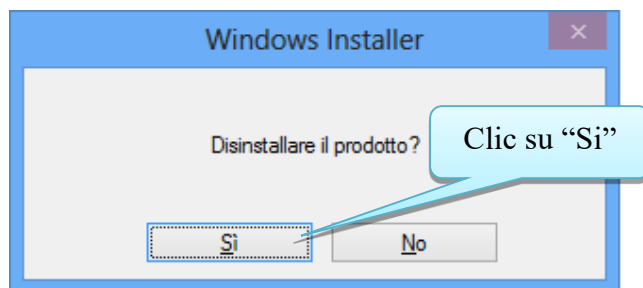 Windows Installer
Disinstallare il prodotto?
Clic su “Si”
Sì
No